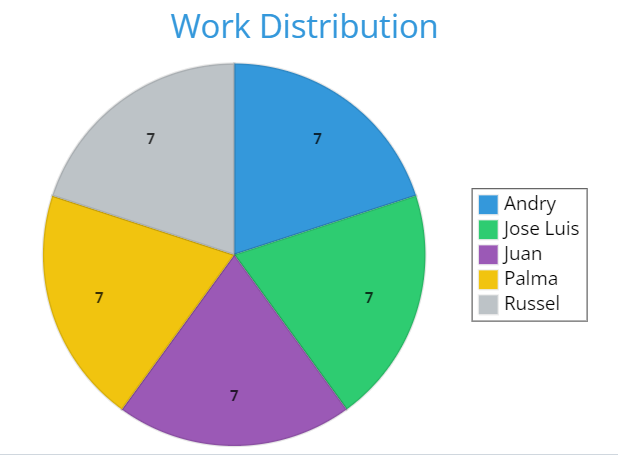 Work Distribution
7
7
7
7
7
Andry
Jose Luis
Juan
Palma
Russel